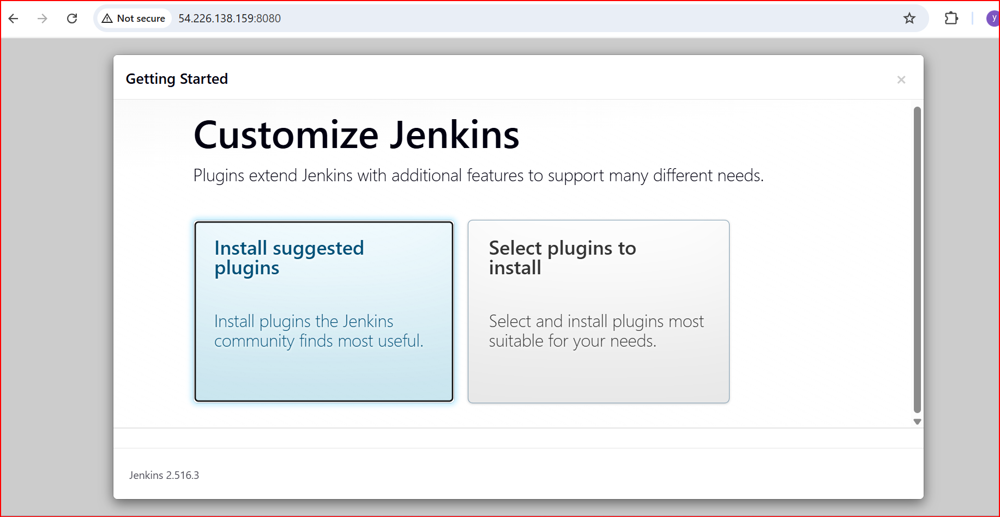 Not secure 54.226.138.159:8080
y
Getting Started
×
Customize Jenkins
Plugins extend Jenkins with additional features to support many different needs.
Install suggested
plugins
Install plugins the Jenkins
community finds most useful.
Select plugins to
install
Select and install plugins most
suitable for your needs.
Jenkins 2.516.3